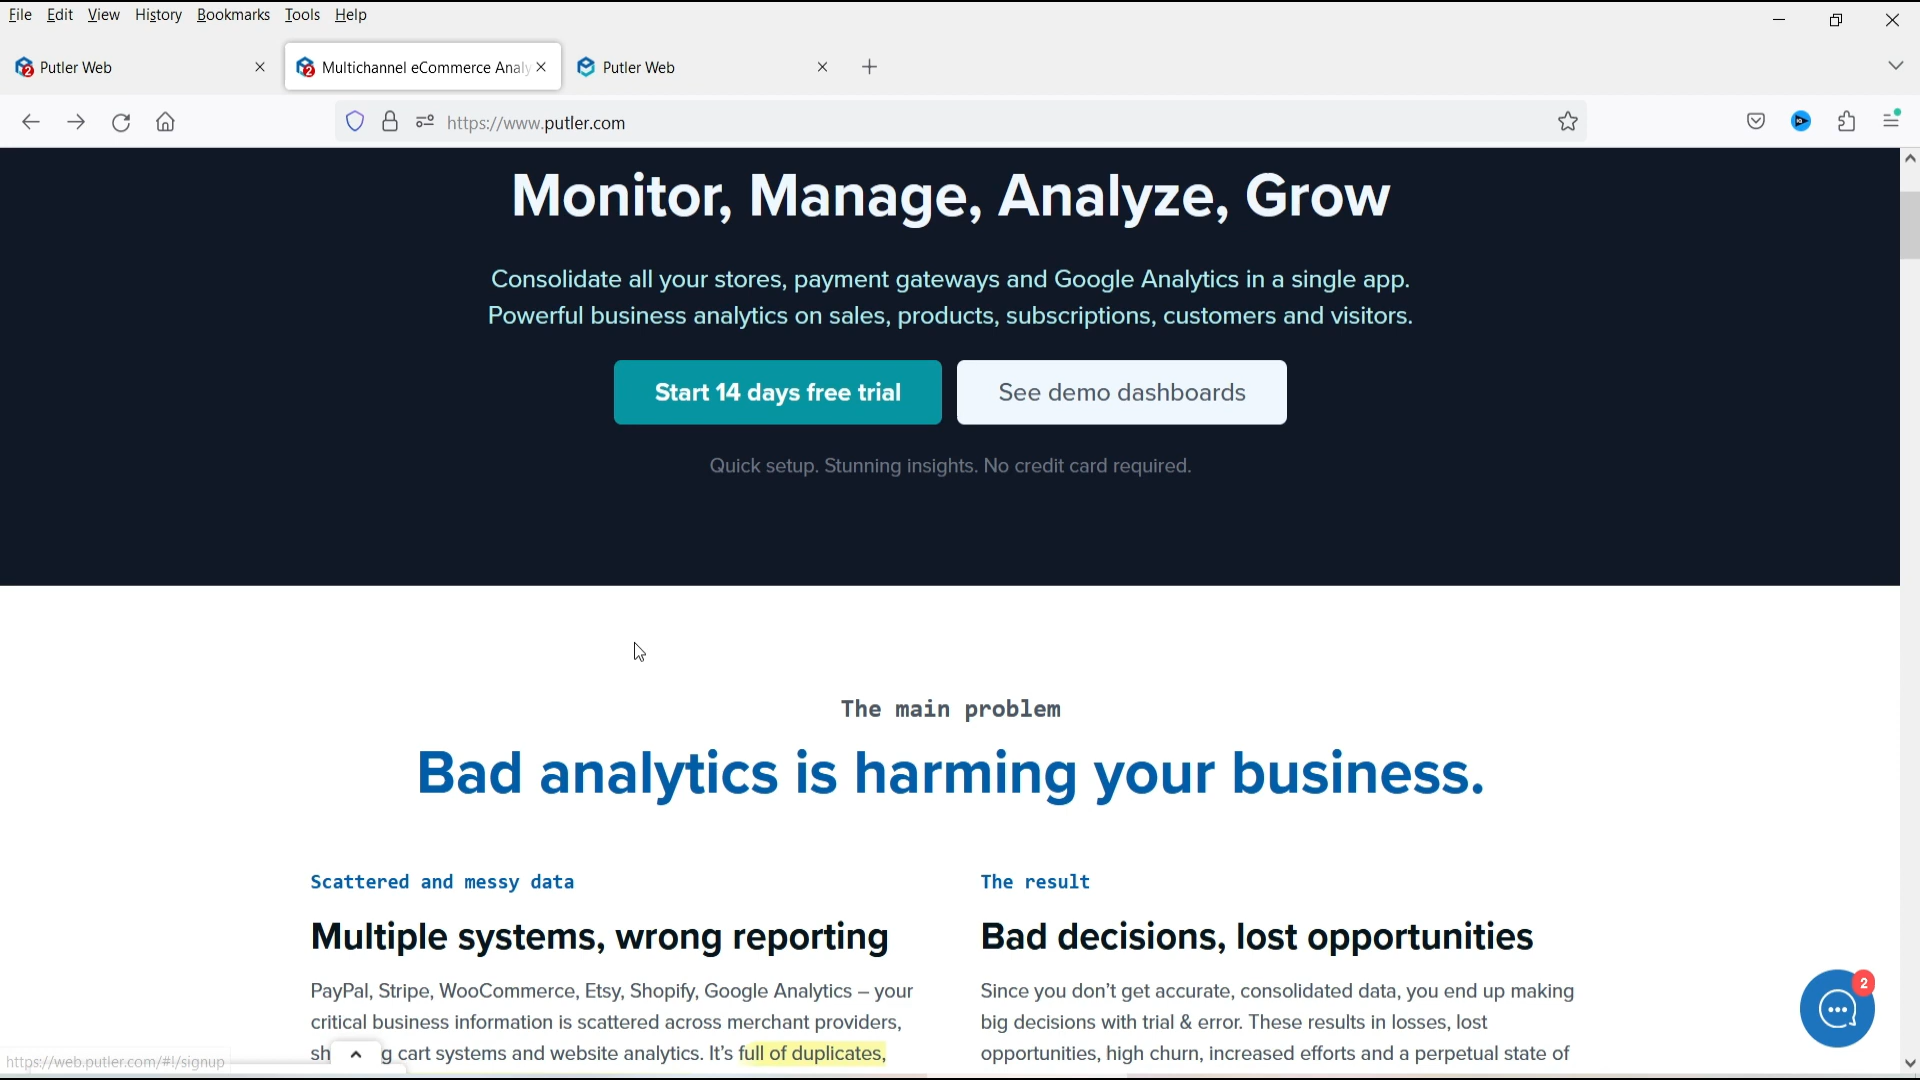 File Edit View History Bookmarks Tools Help
Putler Web
Multichannel eCommerce Analy
Putler Web
https://www.putler.com
Monitor, Manage, Analyze, Grow
Consolidate all your stores, payment gateways and Google Analytics in a single app.
Powerful business analytics on sales, products, subscriptions, customers and visitors.
Start 14 days free trial
See demo dashboards
Quick setup. Stunning insights. No credit card required.
The main problem
Bad analytics is harming your business.
Scattered and messy data
Multiple systems, wrong reporting
PayPal, Stripe, WooCommerce, Etsy, Shopify, Google Analytics – your
critical business information is scattered across merchant providers,
sh g cart systems and website analytics. It's full of duplicates,
The result
Bad decisions, lost opportunities
Since you don't get accurate, consolidated data, you end up making
big decisions with trial & error. These results in losses, lost
opportunities, high churn, increased efforts and a perpetual state of
2
https://web.putler.com/#!/signup